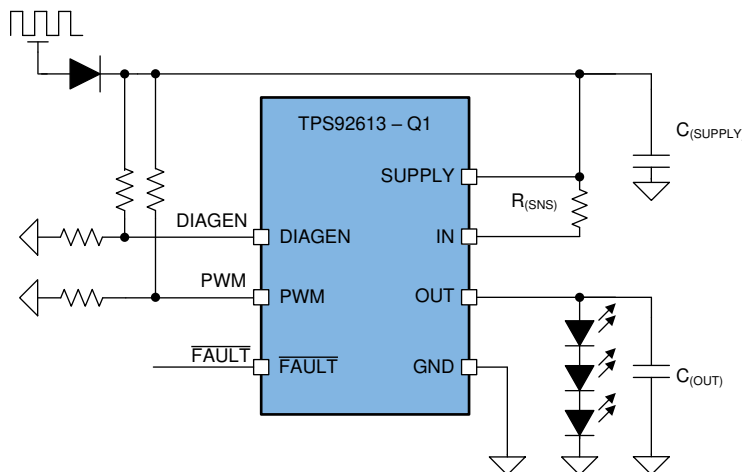 TPS92613 – Q1
C(SUPPLY
SUPPLY
R(SNS)
DIAGEN
DIAGEN
IN
PWM
PWM
OUT
FAULT
FAULT
GND
C(OUT)